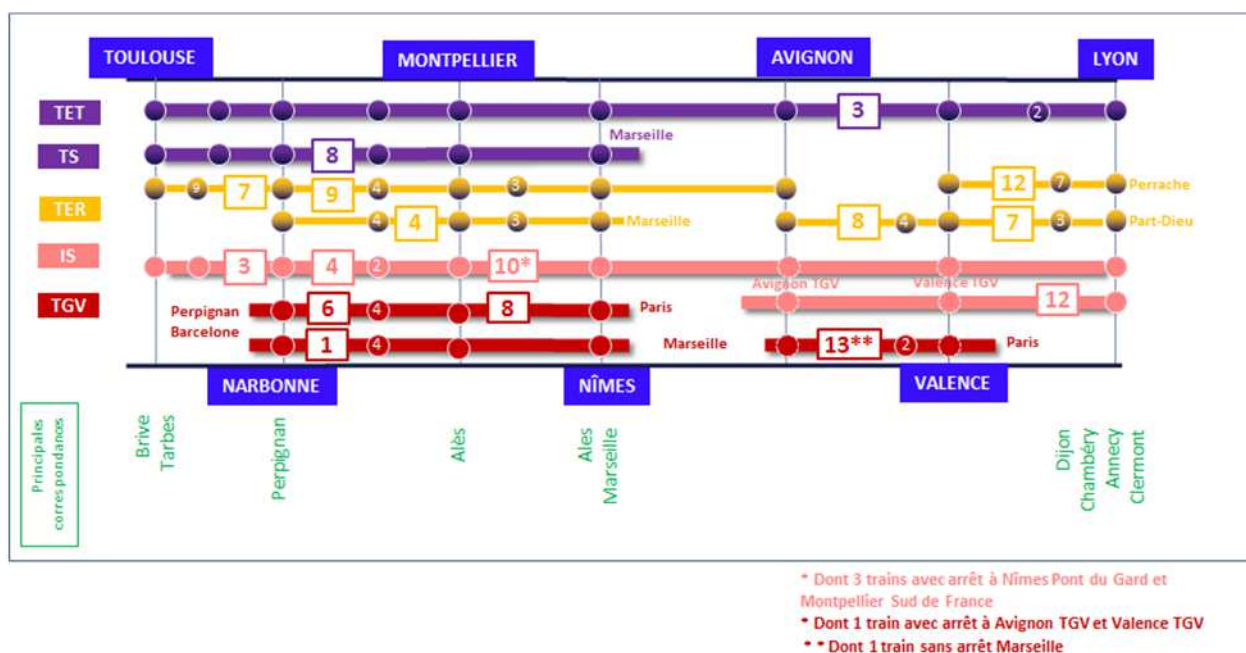 TOULOUSE
MONTPELLIER
AVIGNON
LYON
TET
3
2
Marseille
TS
8
9
7
9
4
3
12
7
Perrache
TER
4
4
3
Marseille
8
4
7
3
Part-Dieu
IS
3
4
2
10*
Avignon TGV
Valence TGV
12
TGV
Perpignan
Barcelone
6
4
8
Paris
1
4
Marseille
13**
2
Paris
NARBONNE
NÎMES
VALENCE
Principales
correspondances
Brive
Tarbes
Perpignan
Alès
Ales
Marseille
Dijon
Chambéry
Annecy
Clermont
* Dont 3 trains avec arrêt à Nîmes Pont du Gard et
Montpellier Sud de France
* Dont 1 train avec arrêt à Avignon TGV et Valence TGV
* * Dont 1 train sans arrêt Marseille